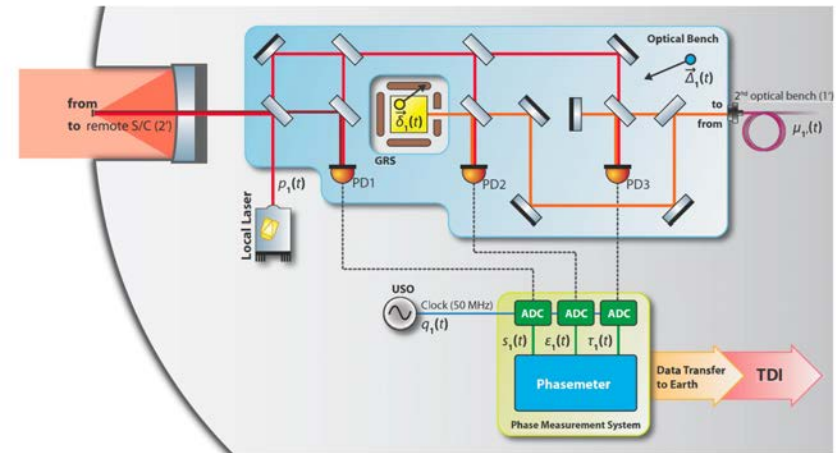 Optical Bench
Δ⃗₁(t)
2nd optical bench (1')
from
to remote S/C (2')
δ⃗₁(t)
GRS
to
from
μ₁'(t)
p₁(t)
PD1
PD2
PD3
Local Laser
USO
Clock (50 MHz)
q₁(t)
ADC
ADC
ADC
s₁(t)
ε₁(t)
τ₁(t)
Phasemeter
Phase Measurement System
Data Transfer
to Earth
TDI